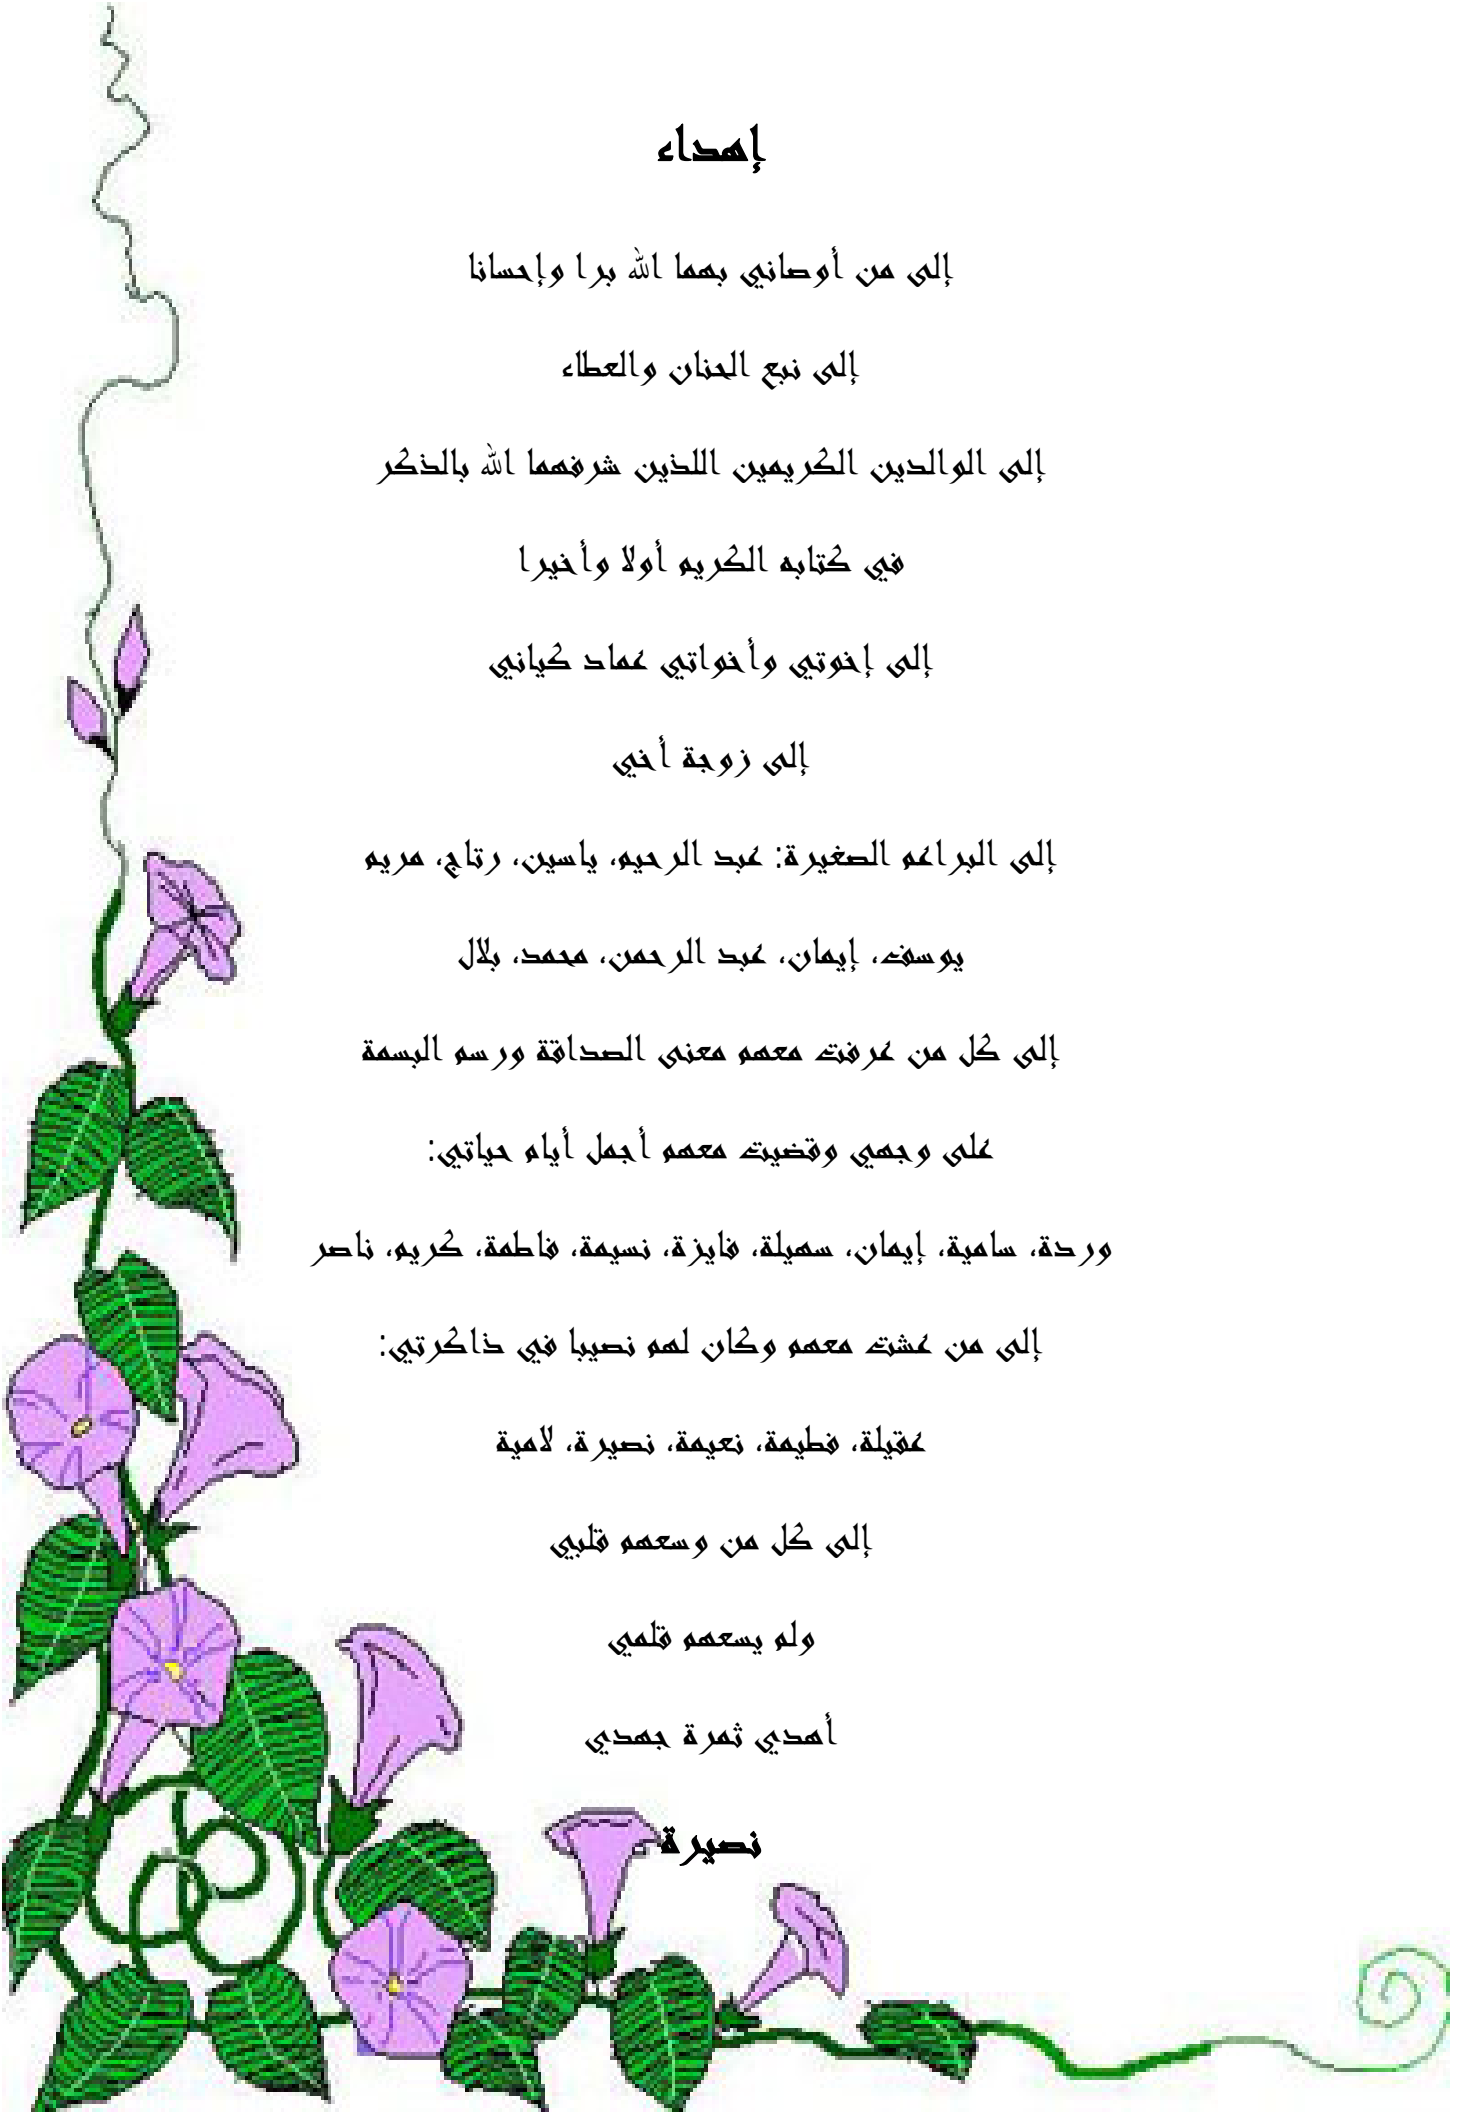 إهداء
إلى من أوصاني بهما الله برا وإحسانا
إلى نبع الحنان والعطاء
إلى الوالدين الكريمين اللذين شرفهما الله بالذكر
في كتابه الكريم أولا وأخيرا
إلى إخوتي وأخواتي عماد كياني
إلى زوجة أخي
إلى البراعم الصغيرة: عبد الرحيم، ياسين، رتاج، مريم
يوسف، إيمان، عبد الرحمن، محمد، بلال
إلى كل من عرفت معهم معنى الصداقة ورسم البسمة
على وجهي وقضيت معهم أجمل أيام حياتي:
وردة، سامية، إيمان، سهيلة، فايزة، نسيمة، فاطمة، كريم، ناصر
إلى من عشت معهم وكان لهم نصيبا في ذاكرتي:
عقيلة، فطيمة، نعيمة، نصيرة، لامية
إلى كل من وسعهم قلبي
ولم يسعهم قلمي
أهدي ثمرة جهدي
نصيرة